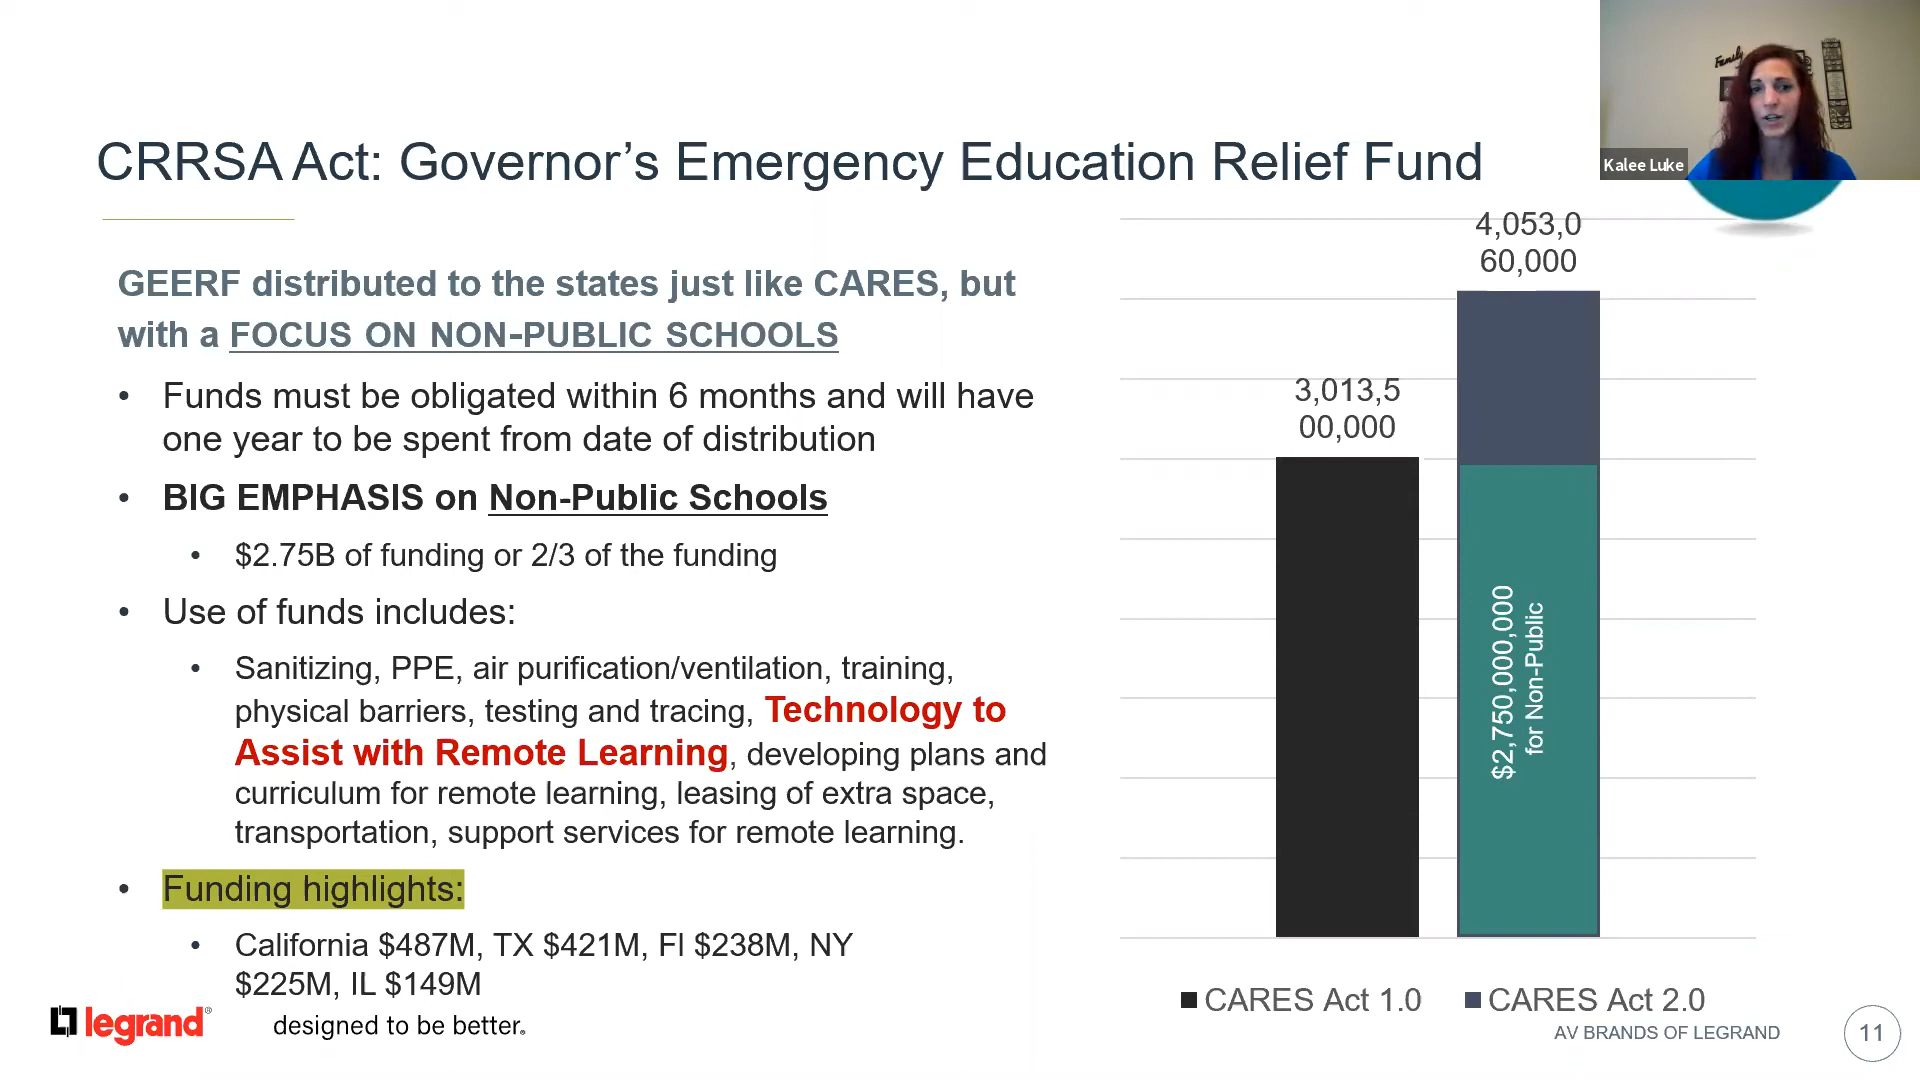 Family
Kalee Luke
CRRSA Act: Governor’s Emergency Education Relief Fund
GEERF distributed to the states just like CARES, but
with a FOCUS ON NON-PUBLIC SCHOOLS
• Funds must be obligated within 6 months and will have
one year to be spent from date of distribution
• BIG EMPHASIS on Non-Public Schools
• $2.75B of funding or 2/3 of the funding
• Use of funds includes:
• Sanitizing, PPE, air purification/ventilation, training,
physical barriers, testing and tracing, Technology to
Assist with Remote Learning, developing plans and
curriculum for remote learning, leasing of extra space,
transportation, support services for remote learning.
• Funding highlights:
• California $487M, TX $421M, Fl $238M, NY
$225M, IL $149M
4,053,0
60,000
3,013,5
00,000
$2,750,000,000
for Non-Public
CARES Act 1.0 CARES Act 2.0
legrand®
designed to be better.
AV BRANDS OF LEGRAND
11